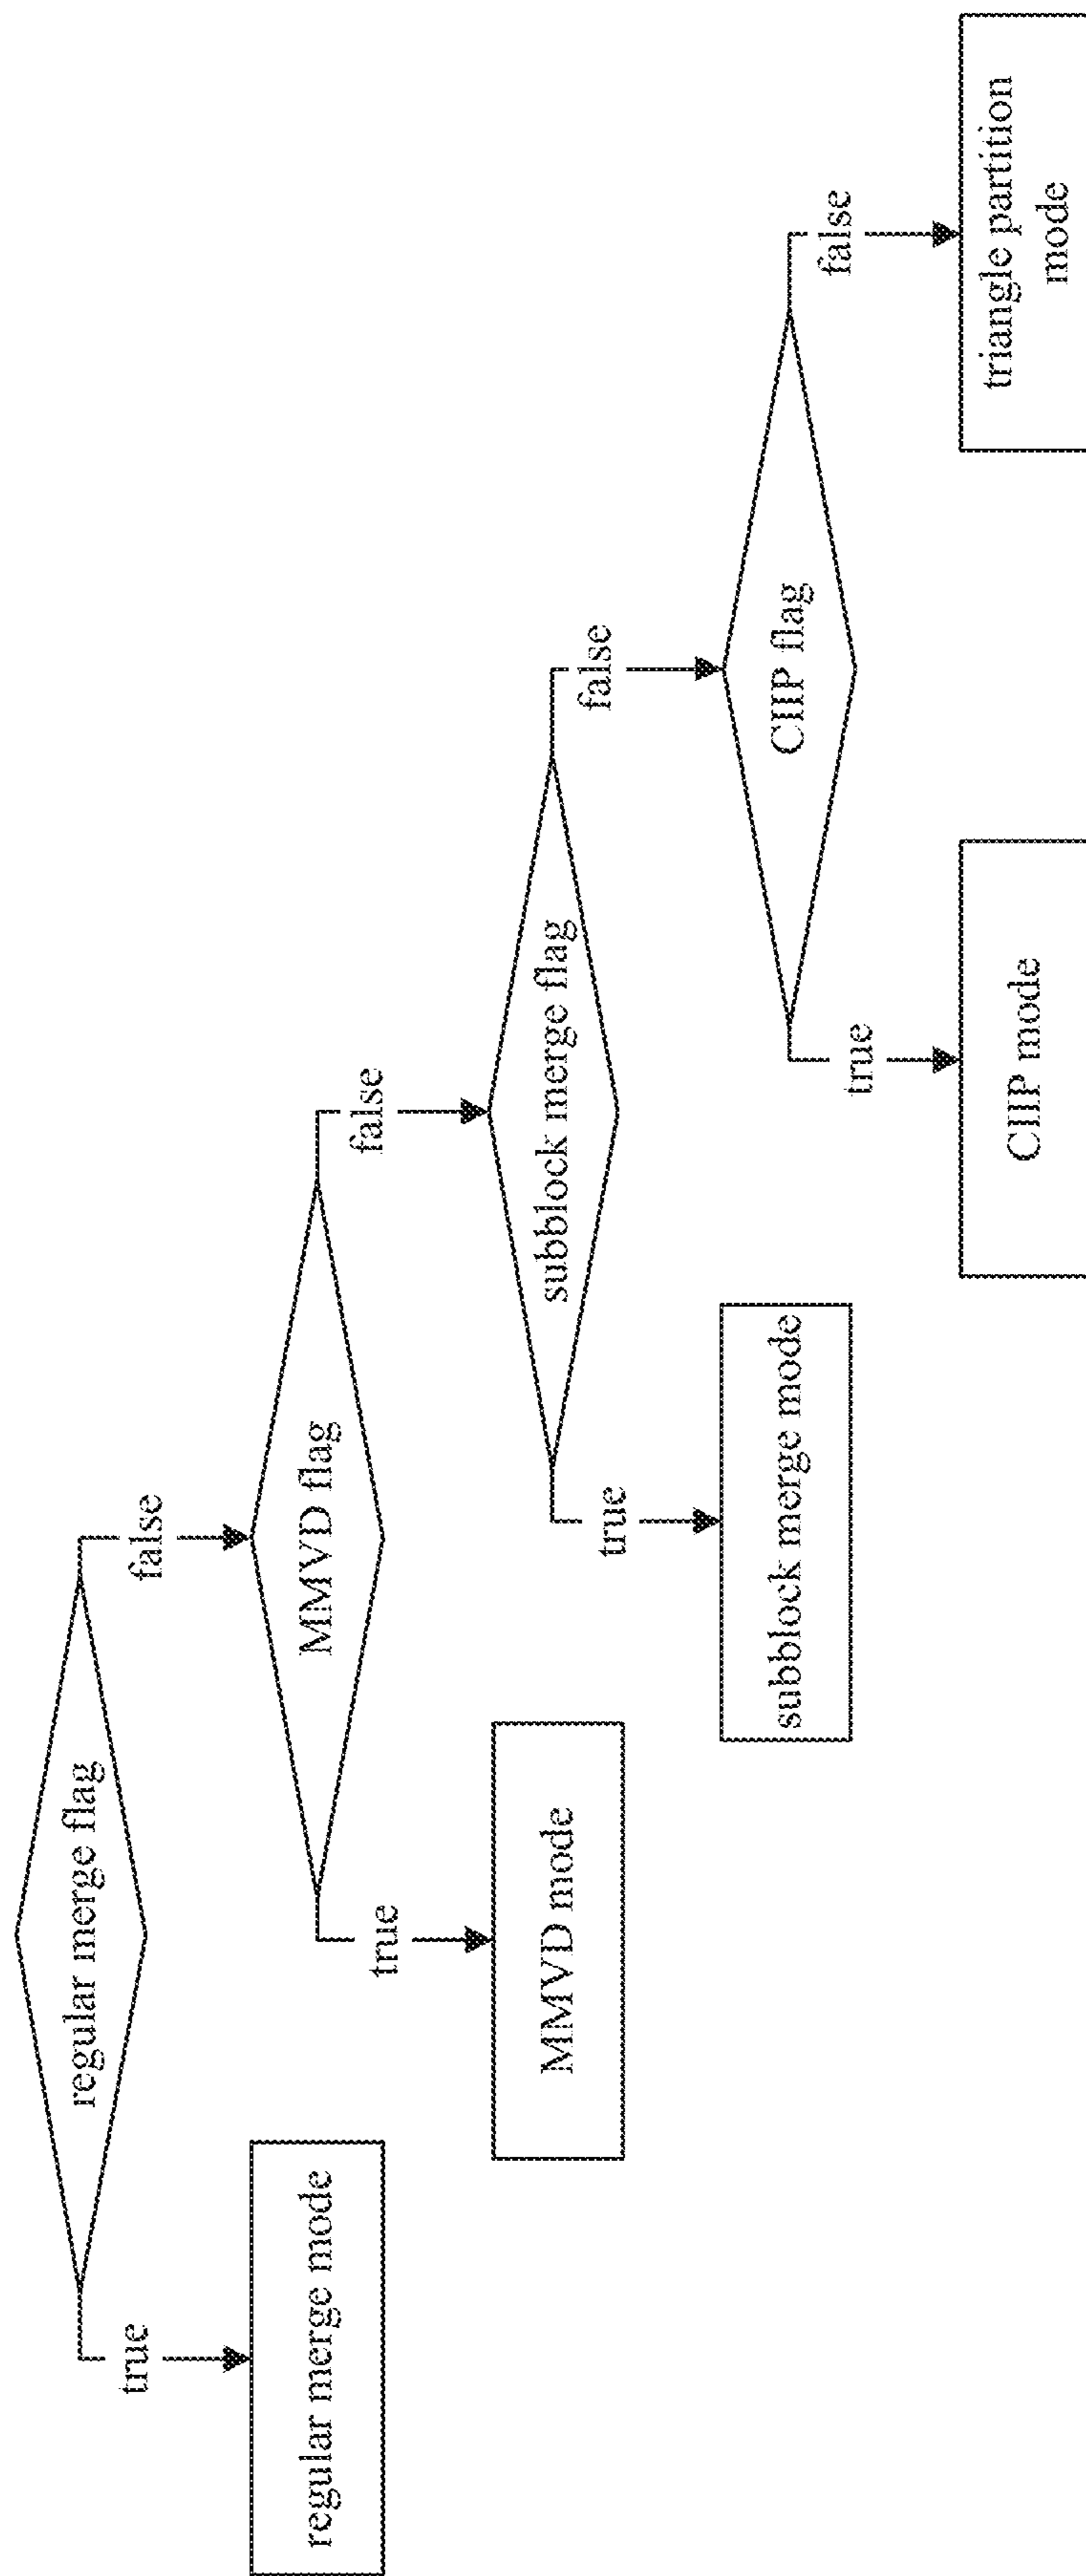 regular merge flag
true
false
regular merge mode
MMVD flag
true
false
MMVD mode
subblock merge flag
true
false
subblock merge mode
CIIP flag
true
false
CIIP mode
triangle partition
mode